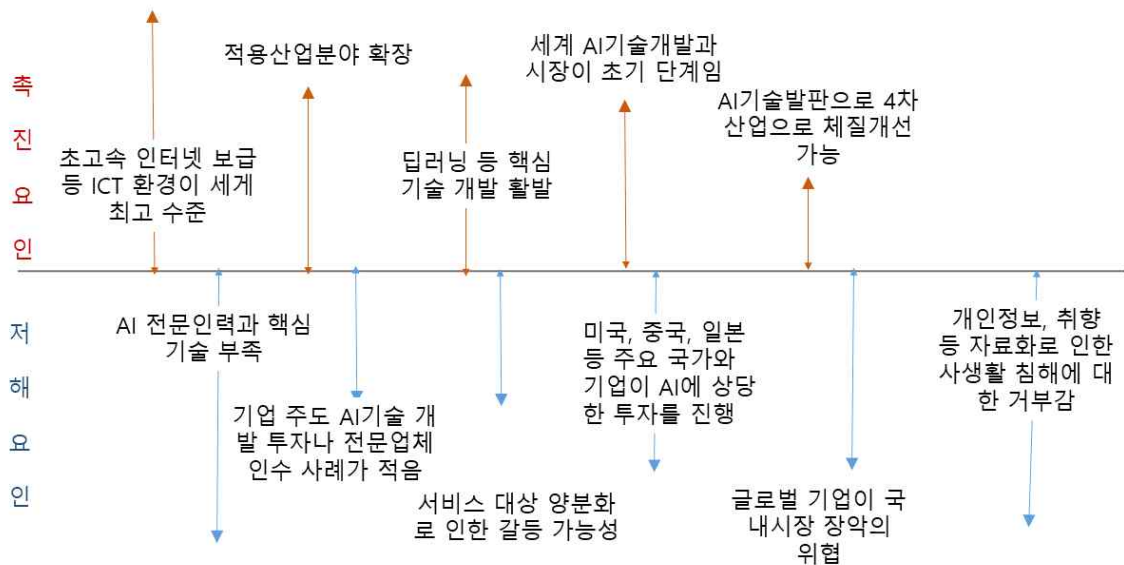 촉
진
요
인
초고속 인터넷 보급
등 ICT 환경이 세게
최고 수준
적용산업분야 확장
딥러닝 등 핵심
기술 개발 활발
세계 AI기술개발과
시장이 초기 단계임
AI기술발판으로 4차
산업으로 체질개선
가능
저
해
요
인
AI 전문인력과 핵심
기술 부족
기업 주도 AI기술 개
발 투자나 전문업체
인수 사례가 적음
서비스 대상 양분화
로 인한 갈등 가능성
미국, 중국, 일본
등 주요 국가와
기업이 AI에 상당
한 투자를 진행
글로벌 기업이 국
내시장 장악의
위협
개인정보, 취향
등 자료화로 인한
사생활 침해에 대
한 거부감